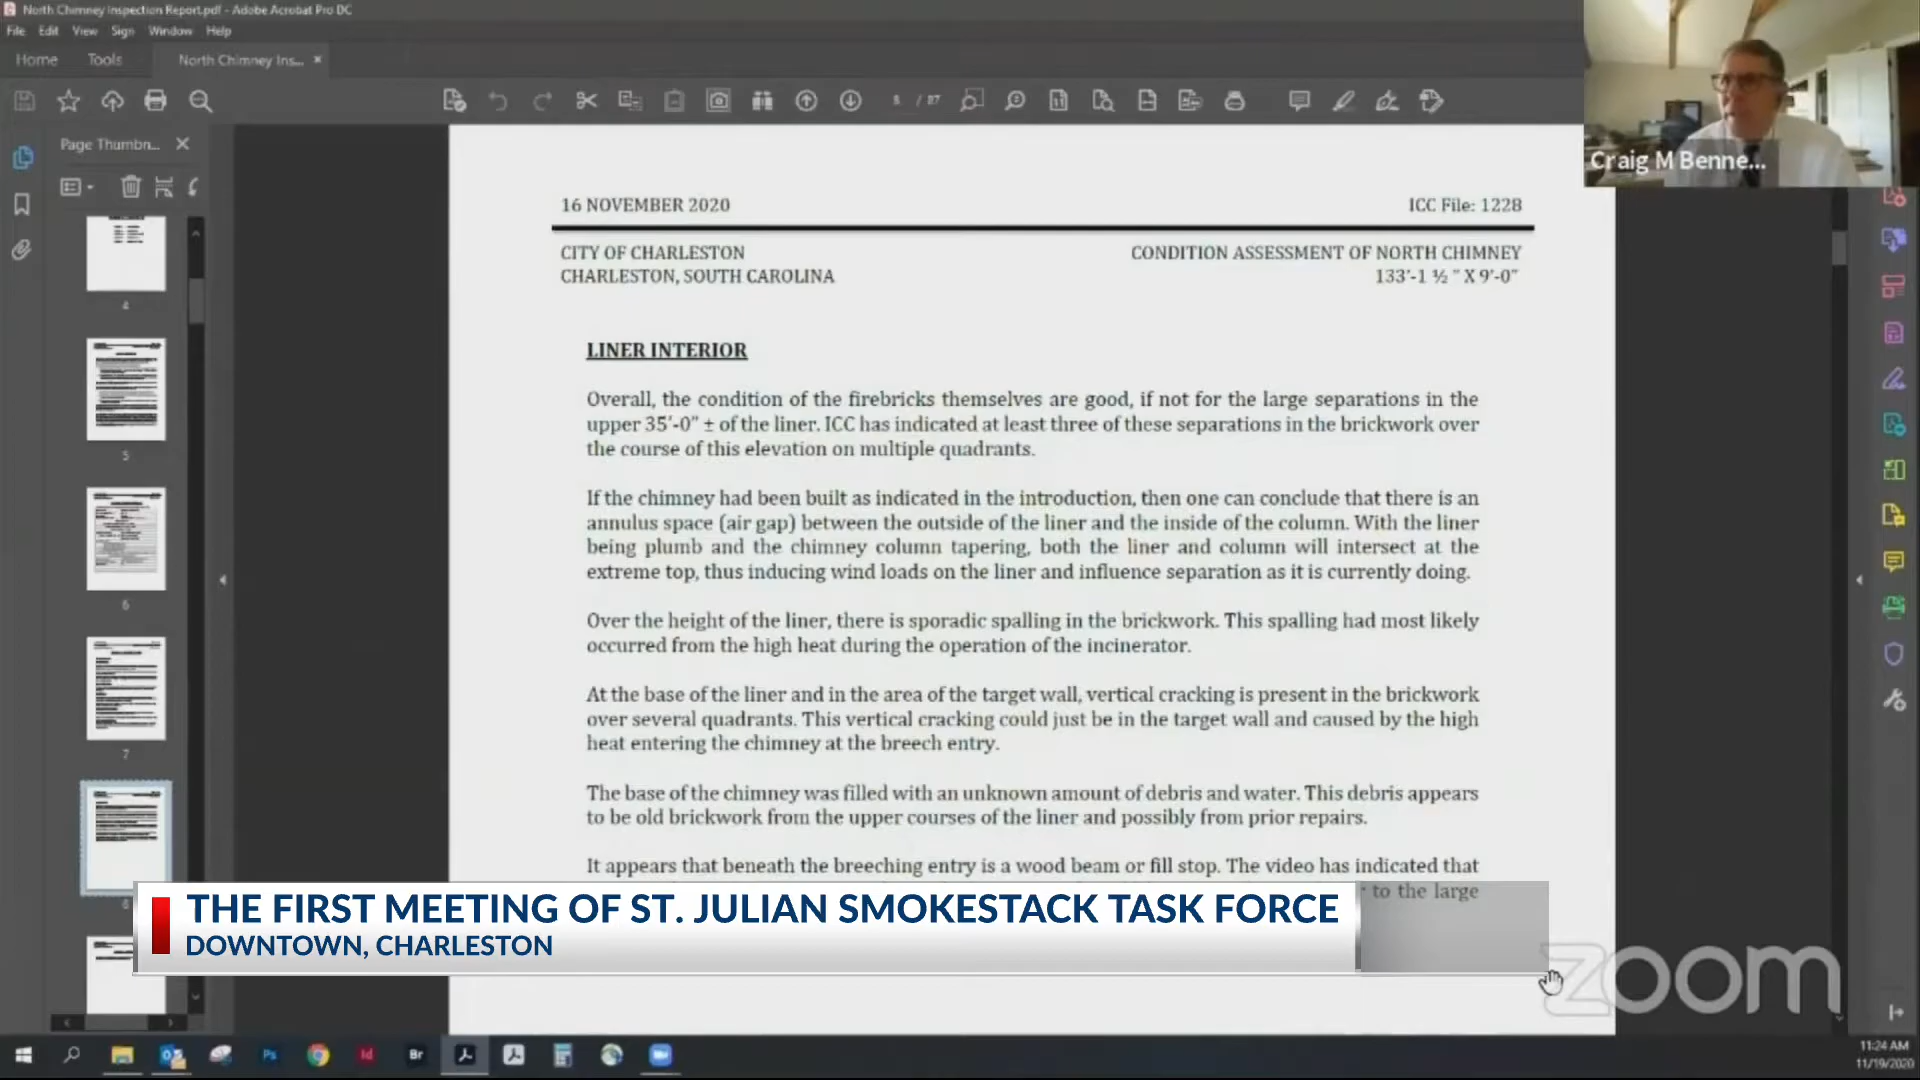 North Chimney Inspection Report.pdf - Adobe Acrobat Pro DC
File Edit View Sign Window Help
Home Tools North Chimney Ins... ×
/ 87
Page Thumbn...
Craig M Benne...
16 NOVEMBER 2020 ICC File: 1228
CITY OF CHARLESTON CONDITION ASSESSMENT OF NORTH CHIMNEY
CHARLESTON, SOUTH CAROLINA 133'-1 ½ " X 9'-0"
LINER INTERIOR
Overall, the condition of the firebricks themselves are good, if not for the large separations in the
upper 35'-0" ± of the liner. ICC has indicated at least three of these separations in the brickwork over
the course of this elevation on multiple quadrants.
If the chimney had been built as indicated in the introduction, then one can conclude that there is an
annulus space (air gap) between the outside of the liner and the inside of the column. With the liner
being plumb and the chimney column tapering, both the liner and column will intersect at the
extreme top, thus inducing wind loads on the liner and influence separation as it is currently doing.
Over the height of the liner, there is sporadic spalling in the brickwork. This spalling had most likely
occurred from the high heat during the operation of the incinerator.
At the base of the liner and in the area of the target wall, vertical cracking is present in the brickwork
over several quadrants. This vertical cracking could just be in the target wall and caused by the high
heat entering the chimney at the breech entry.
The base of the chimney was filled with an unknown amount of debris and water. This debris appears
to be old brickwork from the upper courses of the liner and possibly from prior repairs.
It appears that beneath the breeching entry is a wood beam or fill stop. The video has indicated that
to the large
4
5
6
7
THE FIRST MEETING OF ST. JULIAN SMOKESTACK TASK FORCE
DOWNTOWN, CHARLESTON
zoom
Ps
Id
Br
11:24 AM
11/19/2020